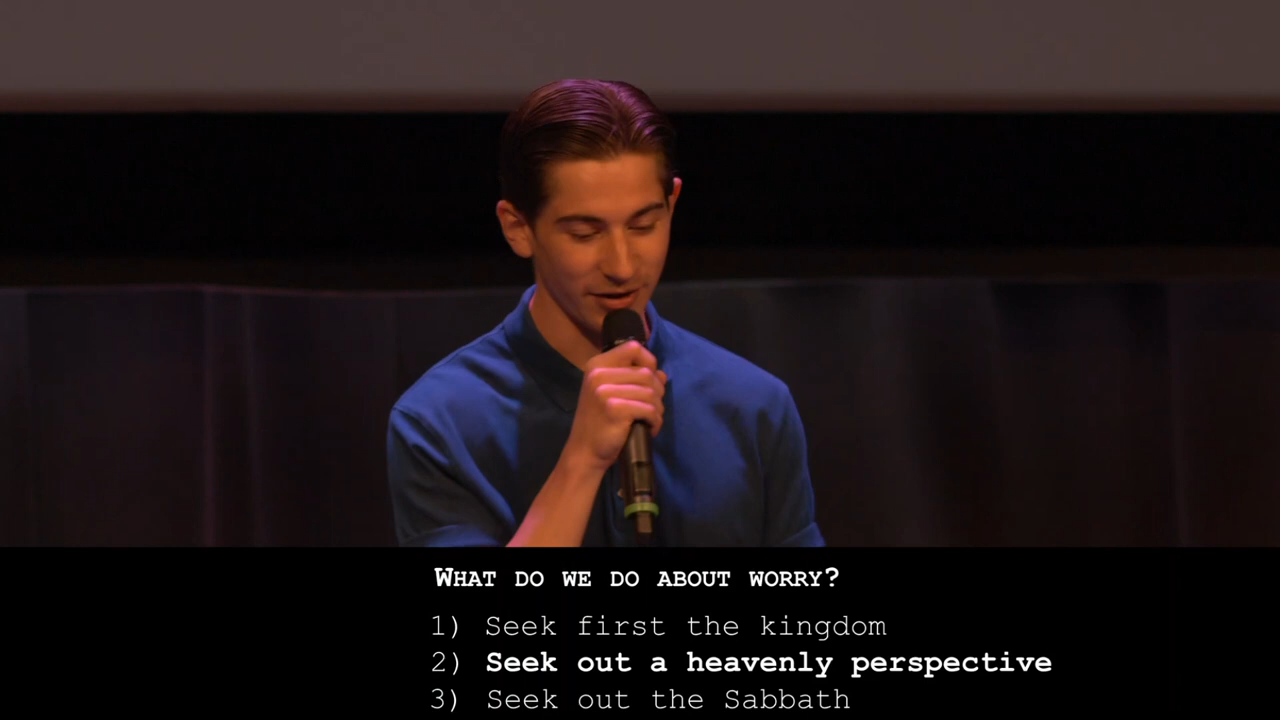 What do we do about worry?
1) Seek first the kingdom
2) Seek out a heavenly perspective
3) Seek out the Sabbath